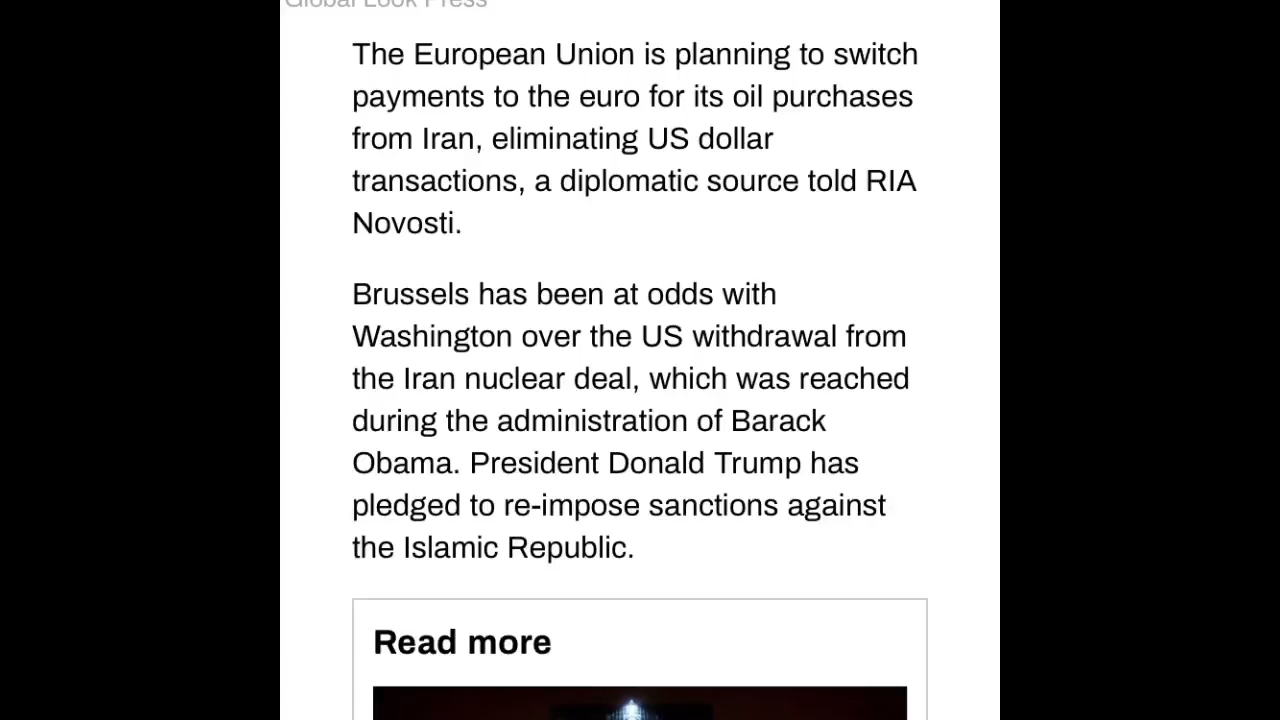 Global Look Press
The European Union is planning to switch
payments to the euro for its oil purchases
from Iran, eliminating US dollar
transactions, a diplomatic source told RIA
Novosti.
Brussels has been at odds with
Washington over the US withdrawal from
the Iran nuclear deal, which was reached
during the administration of Barack
Obama. President Donald Trump has
pledged to re-impose sanctions against
the Islamic Republic.
Read more